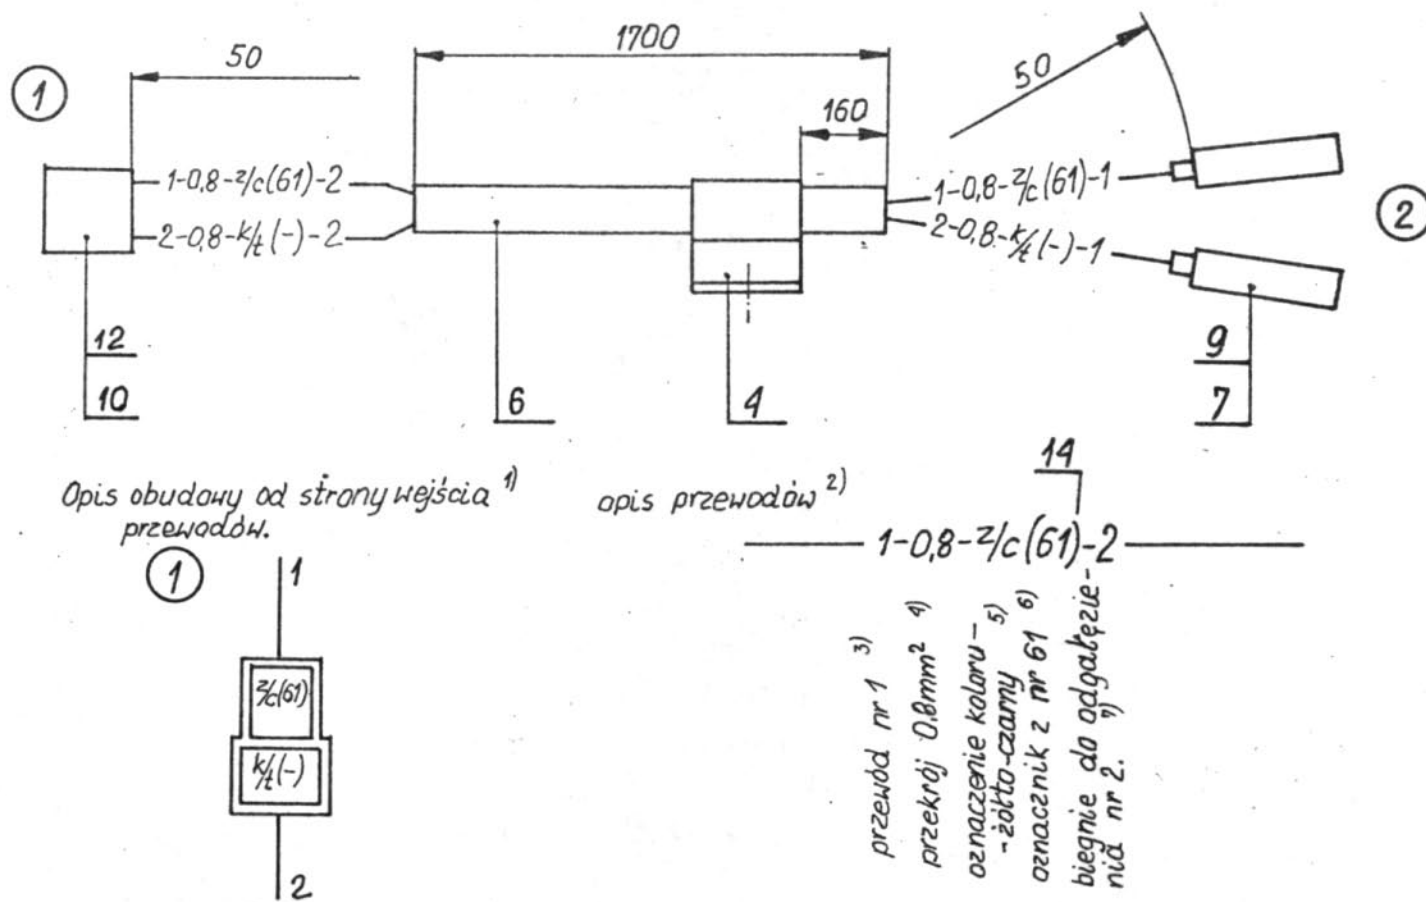 1
50
1700
160
50
1-0,8-z/c(61)-2
2-0,8-k/t(-)-2
1-0,8-z/c(61)-1
2-0,8-k/t(-)-1
2
12
10
6
4
9
7
Opis obudowy od strony wejścia 1)
przewodów.
opis przewodów 2)
14
1-0,8-z/c(61)-2
1
1
z/c(61)
k/t(-)
2
przewód nr 1 3)
przekrój 0.8mm² 4)
oznaczenie koloru-
-żółto-czarny 5)
oznacznik z nr 61 6)
biegnie do odgałęzie-
nia nr 2. 7)